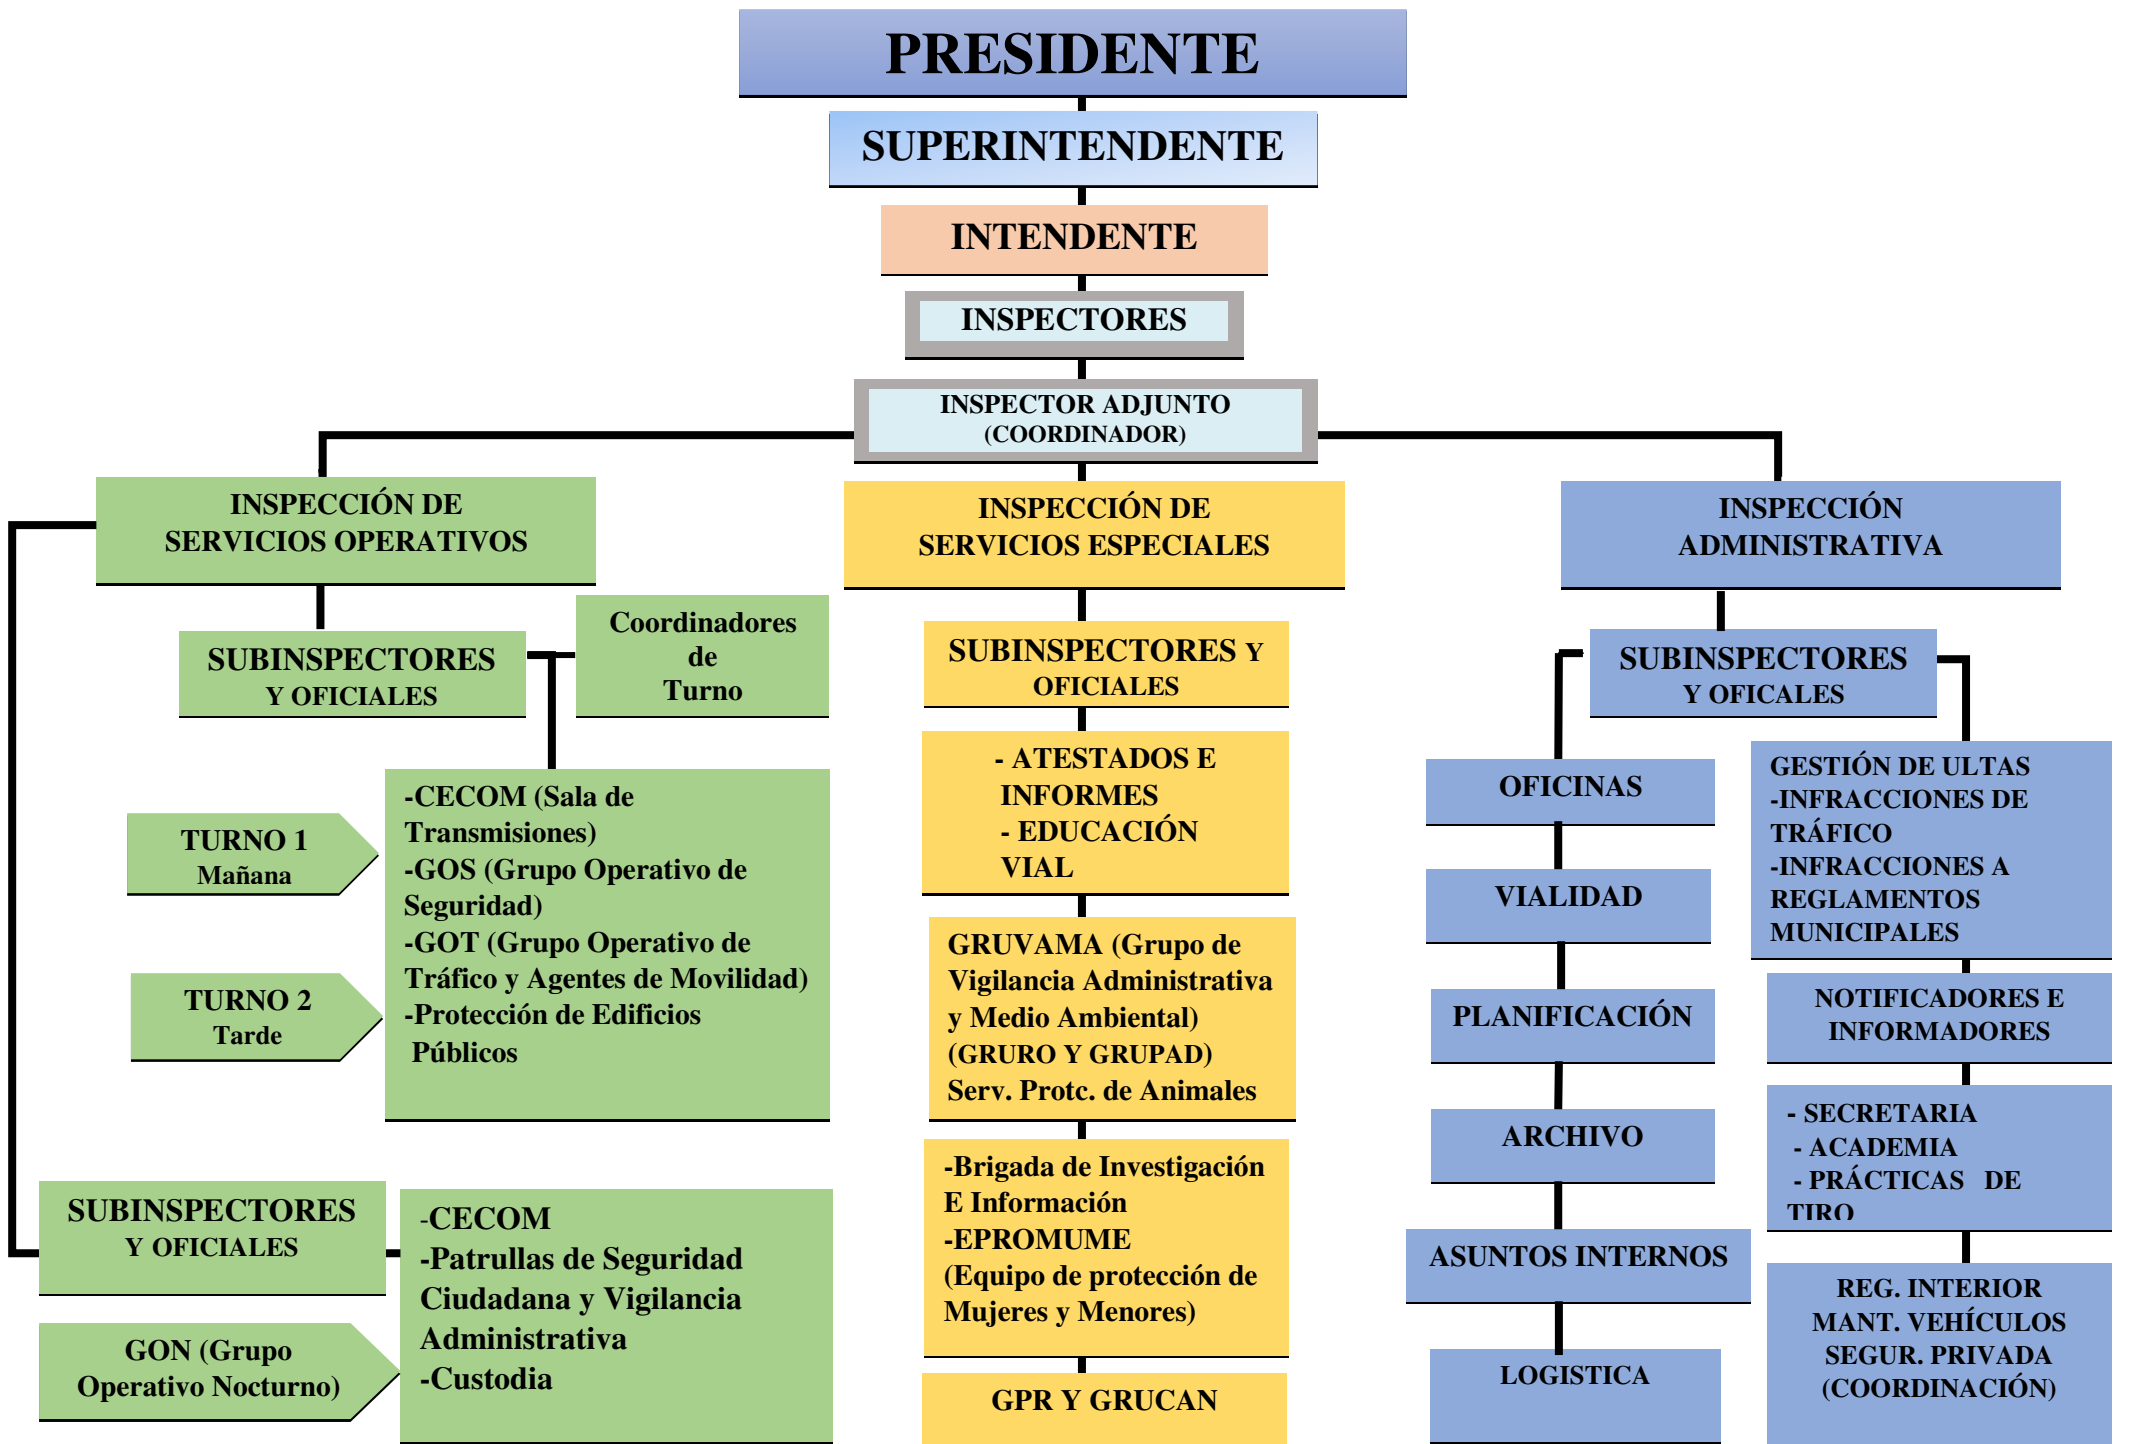 PRESIDENTE
SUPERINTENDENTE
INTENDENTE
INSPECTORES
INSPECTOR ADJUNTO
(COORDINADOR)
INSPECCIÓN DE
SERVICIOS OPERATIVOS
SUBINSPECTORES
Y OFICIALES
Coordinadores
de
Turno
TURNO 1
Mañana
TURNO 2
Tarde
-CECOM (Sala de
Transmisiones)
-GOS (Grupo Operativo de
Seguridad)
-GOT (Grupo Operativo de
Tráfico y Agentes de Movilidad)
-Protección de Edificios
Públicos
SUBINSPECTORES
Y OFICIALES
GON (Grupo
Operativo Nocturno)
-CECOM
-Patrullas de Seguridad
Ciudadana y Vigilancia
Administrativa
-Custodia
INSPECCIÓN DE
SERVICIOS ESPECIALES
SUBINSPECTORES Y
OFICIALES
- ATESTADOS E
INFORMES
- EDUCACIÓN
VIAL
GRUVAMA (Grupo de
Vigilancia Administrativa
y Medio Ambiental)
(GRURO Y GRUPAD)
Serv. Protc. de Animales
-Brigada de Investigación
E Información
-EPROMUME
(Equipo de protección de
Mujeres y Menores)
GPR Y GRUCAN
INSPECCIÓN
ADMINISTRATIVA
SUBINSPECTORES
Y OFICALES
OFICINAS
VIALIDAD
PLANIFICACIÓN
ARCHIVO
ASUNTOS INTERNOS
LOGISTICA
GESTIÓN DE ULTAS
-INFRACCIONES DE
TRÁFICO
-INFRACCIONES A
REGLAMENTOS
MUNICIPALES
NOTIFICADORES E
INFORMADORES
- SECRETARIA
- ACADEMIA
- PRÁCTICAS DE
TIRO
REG. INTERIOR
MANT. VEHÍCULOS
SEGUR. PRIVADA
(COORDINACIÓN)